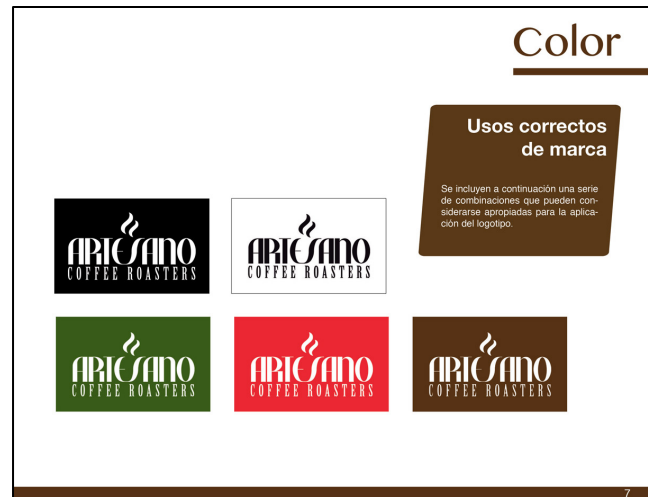 Color
Usos correctos
de marca
Se incluyen a continuación una serie
de combinaciones que pueden con-
siderarse apropiadas para la aplica-
ción del logotipo.
ARTESANO
COFFEE ROASTERS
ARTESANO
COFFEE ROASTERS
ARTESANO
COFFEE ROASTERS
ARTESANO
COFFEE ROASTERS
ARTESANO
COFFEE ROASTERS
7